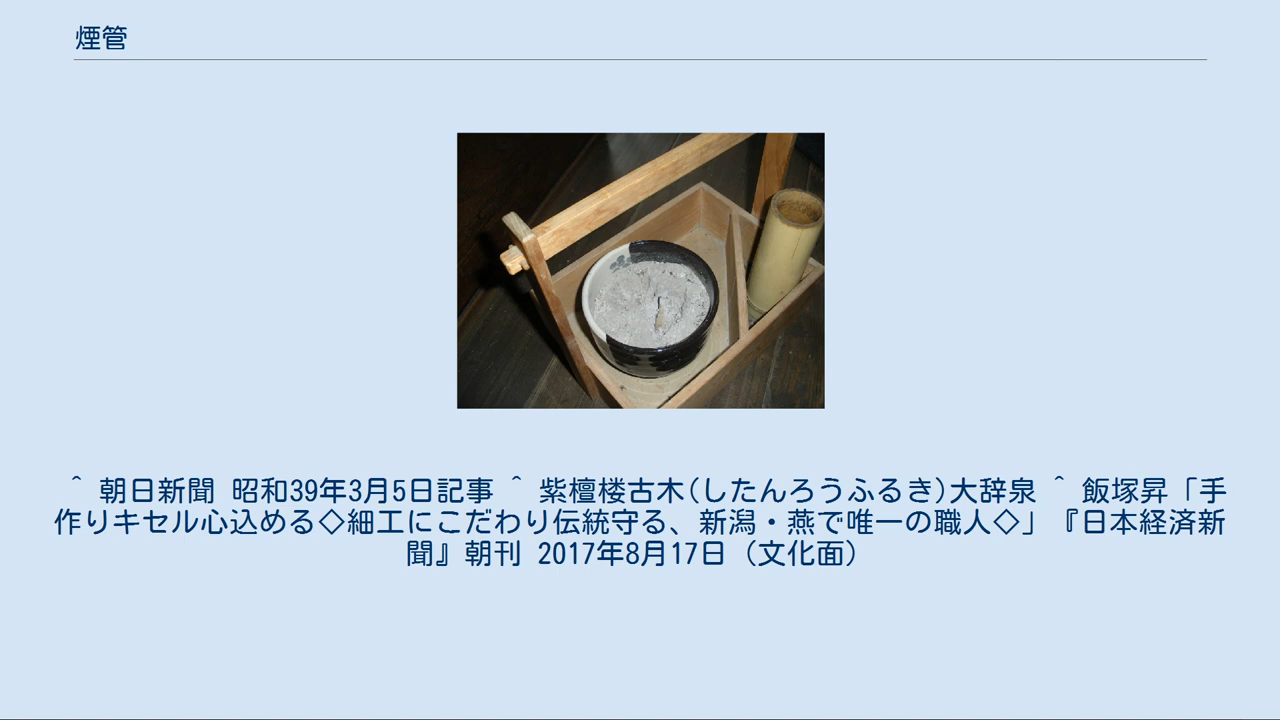 煙管
^ 朝日新聞 昭和39年3月5日記事 ^ 紫檀楼古木(したんろうふるき)大辞泉 ^ 飯塚昇「手
作りキセル心込める◇細工にこだわり伝統守る、新潟・燕で唯一の職人◇」『日本経済新
聞』朝刊 2017年8月17日（文化面）